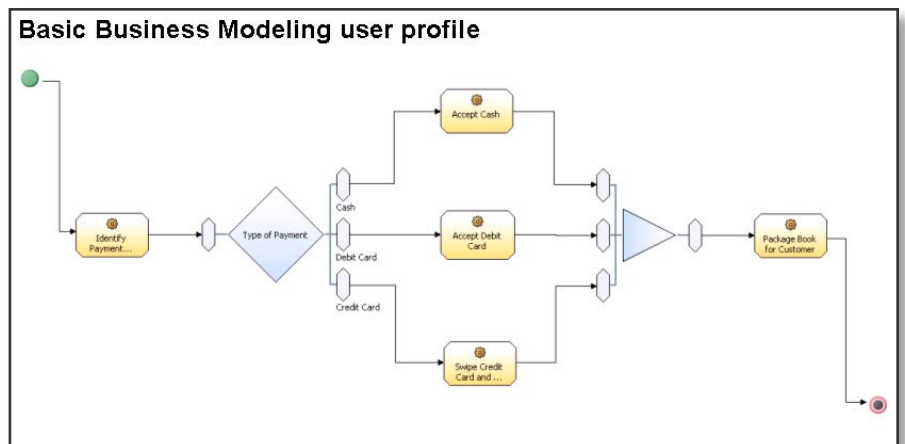 Basic Business Modeling user profile
Accept Cash
Cash
Identify
Payment...
Type of Payment
Accept Debit
Card
Package Book
for Customer
Debit Card
Credit Card
Swipe Credit
Card and ...